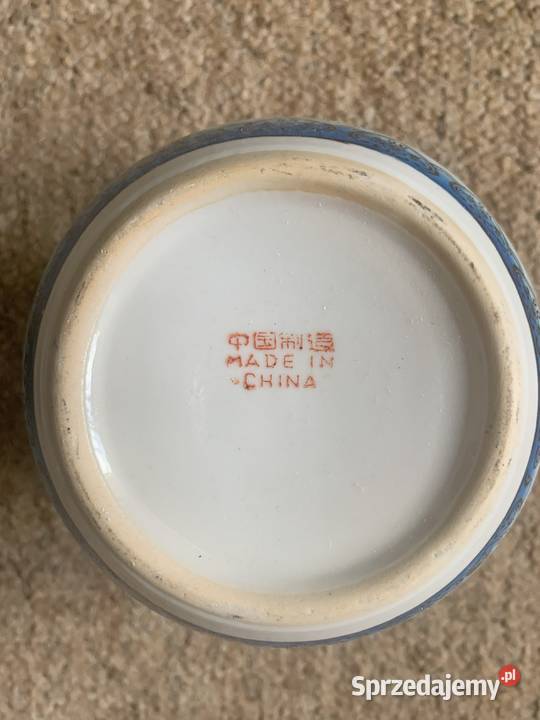 中国制造
MADE IN
CHINA
Sprzedajemy.pl